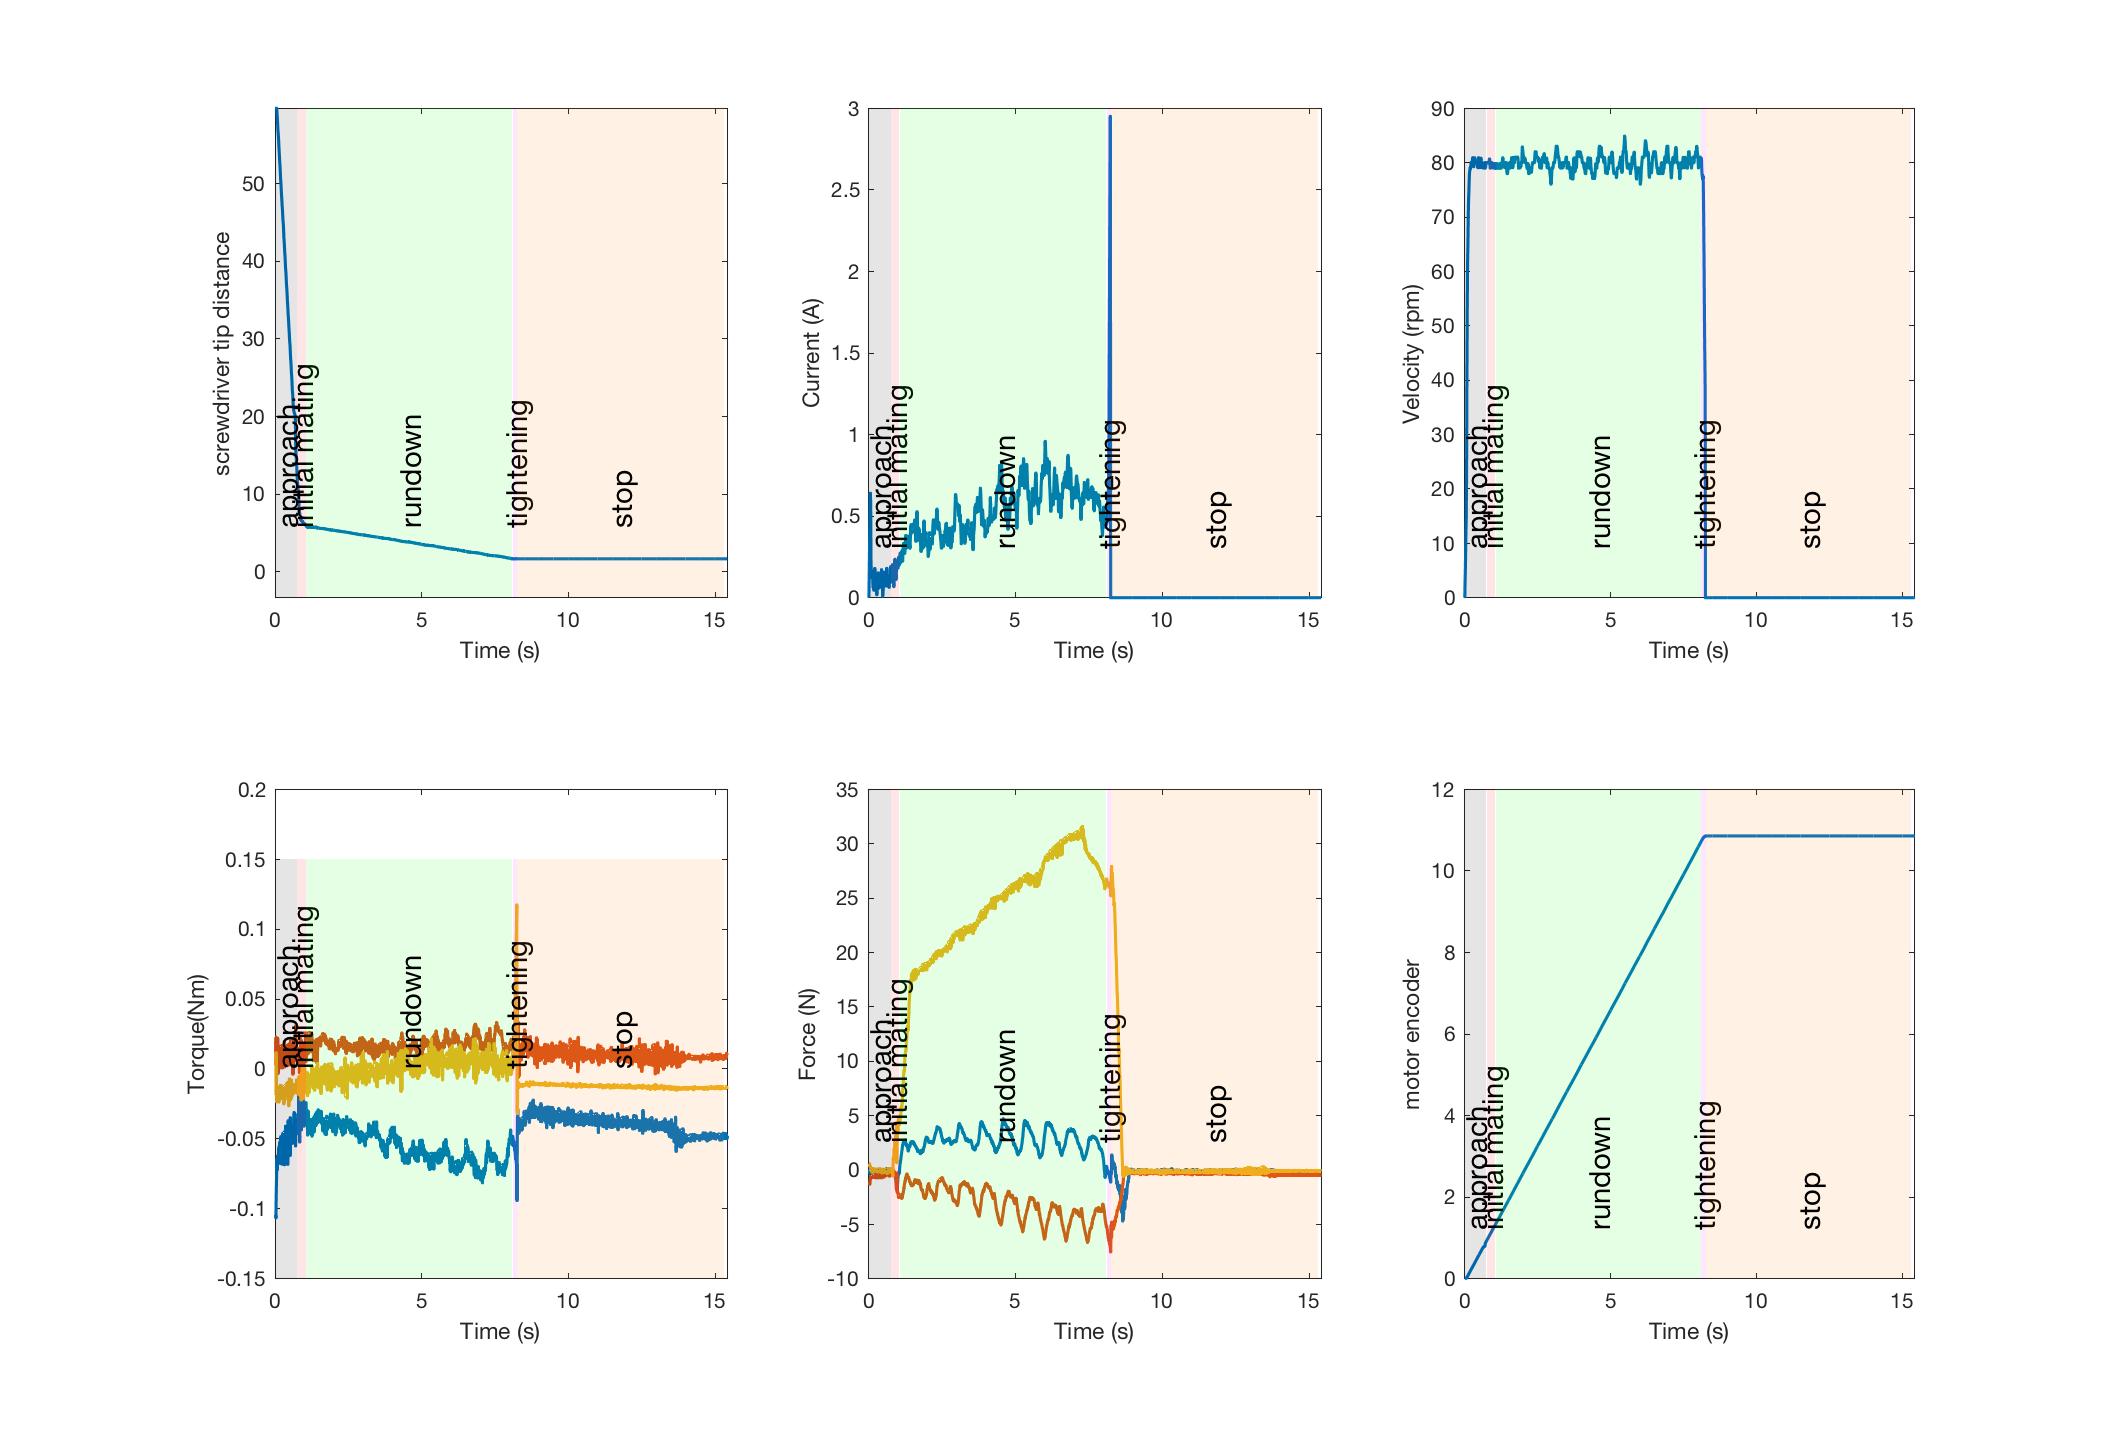 50
40
30
20
10
0
screwdriver tip distance
approach
initial mating
rundown
tightening
stop
0 5 10 15
Time (s)
3
2.5
2
1.5
1
0.5
0
Current (A)
approach
initial mating
rundown
tightening
stop
0 5 10 15
Time (s)
90
80
70
60
50
40
30
20
10
0
Velocity (rpm)
approach
initial mating
rundown
tightening
stop
0 5 10 15
Time (s)
0.2
0.15
0.1
0.05
0
-0.05
-0.1
-0.15
Torque(Nm)
approach
initial mating
rundown
tightening
stop
0 5 10 15
Time (s)
35
30
25
20
15
10
5
0
-5
-10
Force (N)
approach
initial mating
rundown
tightening
stop
0 5 10 15
Time (s)
12
10
8
6
4
2
0
motor encoder
approach
initial mating
rundown
tightening
stop
0 5 10 15
Time (s)